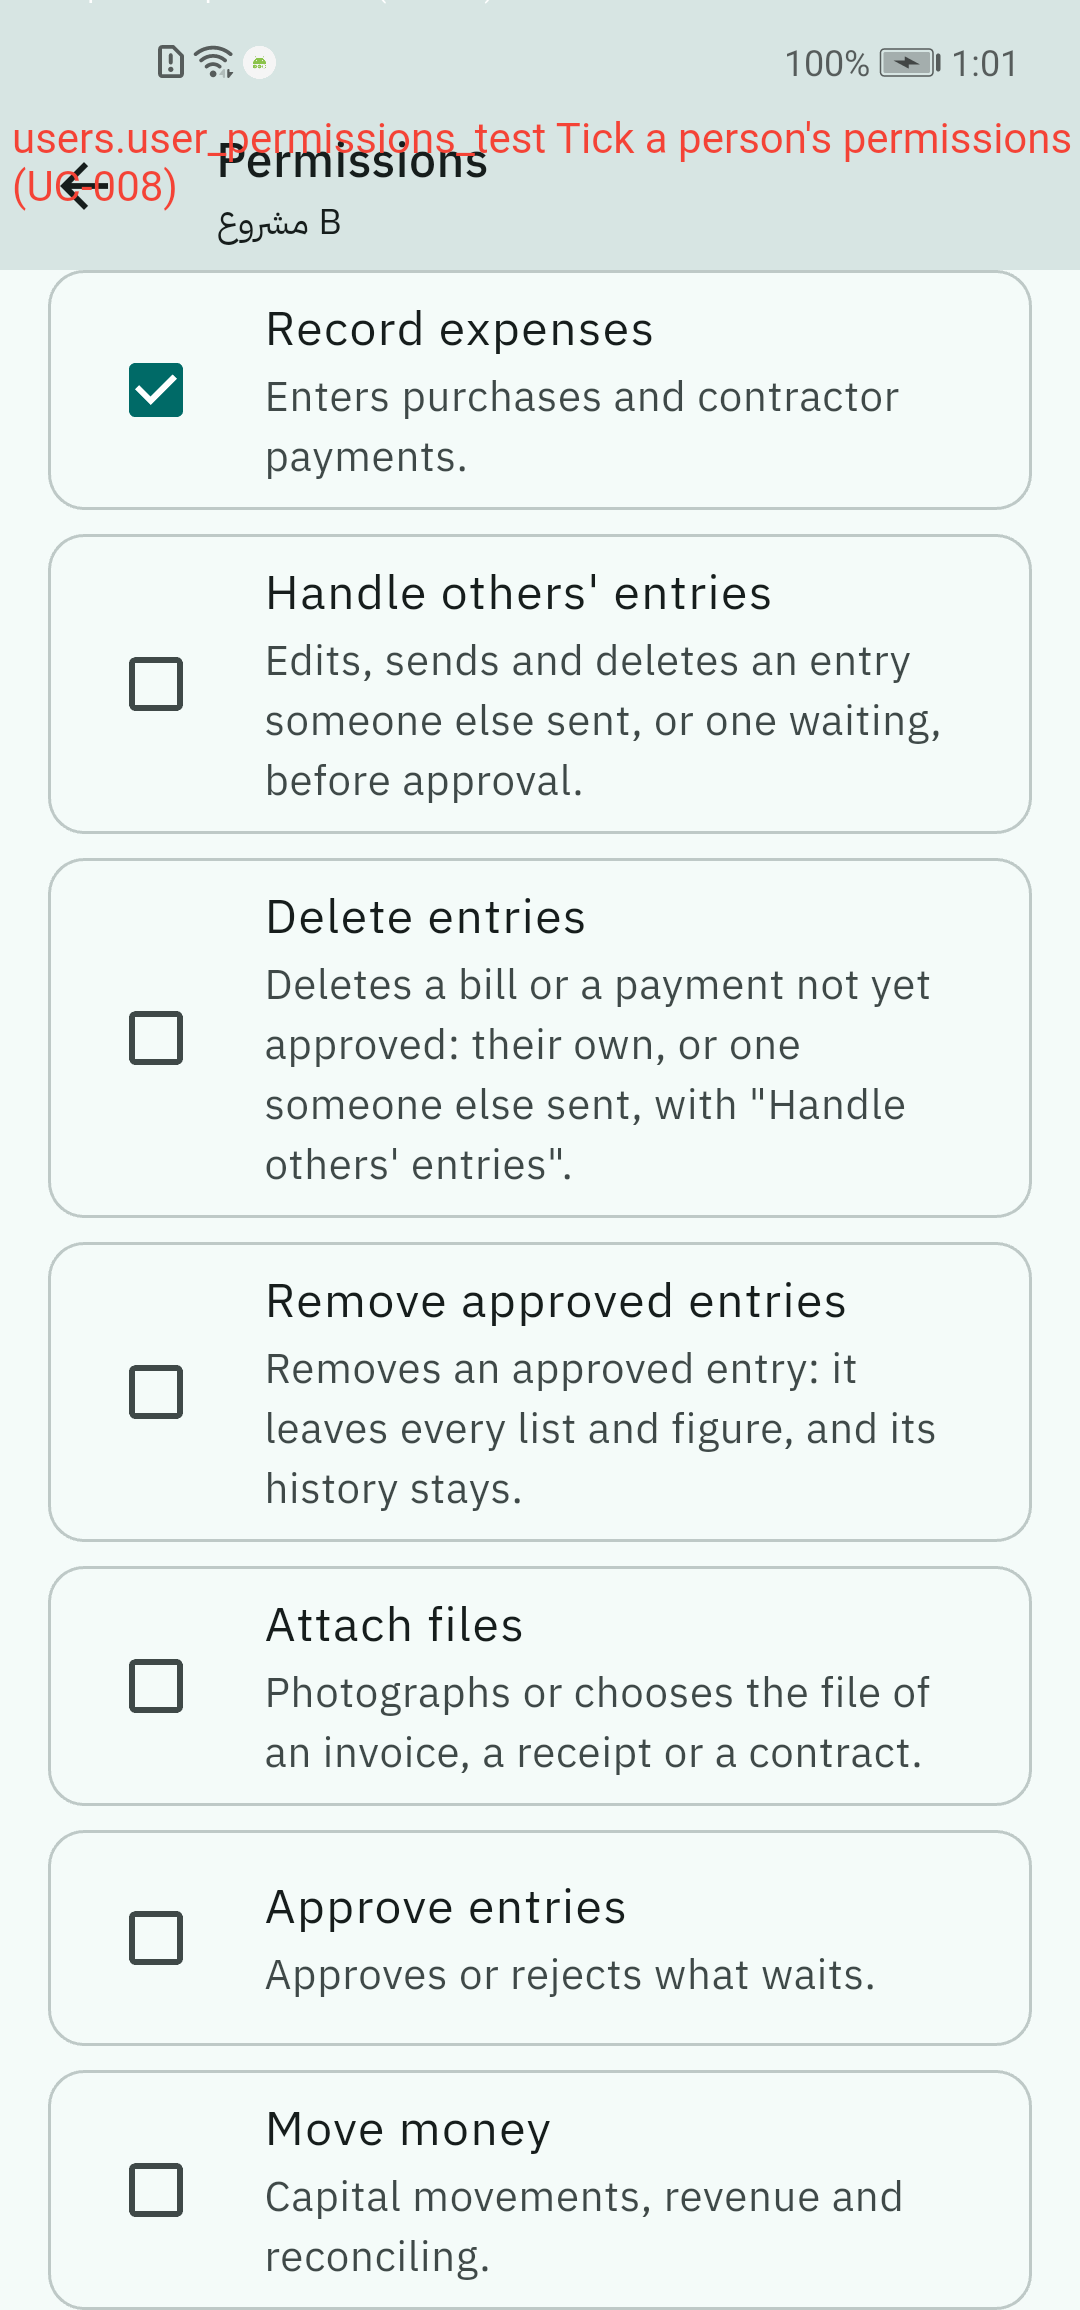 100% 1:01
users.user_permissions_test Tick a person's permissions
(UC-008)
Permissions
مشروع B
Record expenses
Enters purchases and contractor
payments.
Handle others' entries
Edits, sends and deletes an entry
someone else sent, or one waiting,
before approval.
Delete entries
Deletes a bill or a payment not yet
approved: their own, or one
someone else sent, with "Handle
others' entries".
Remove approved entries
Removes an approved entry: it
leaves every list and figure, and its
history stays.
Attach files
Photographs or chooses the file of
an invoice, a receipt or a contract.
Approve entries
Approves or rejects what waits.
Move money
Capital movements, revenue and
reconciling.